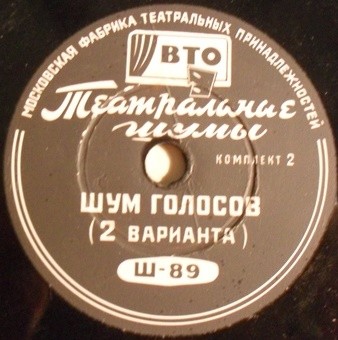 МОСКОВСКАЯ ФАБРИКА ТЕАТРАЛЬНЫХ ПРИНАДЛЕЖНОСТЕЙ
ВТО
Театральные
шумы
КОМПЛЕКТ 2
ШУМ ГОЛОСОВ
(2 ВАРИАНТА)
Ш-89